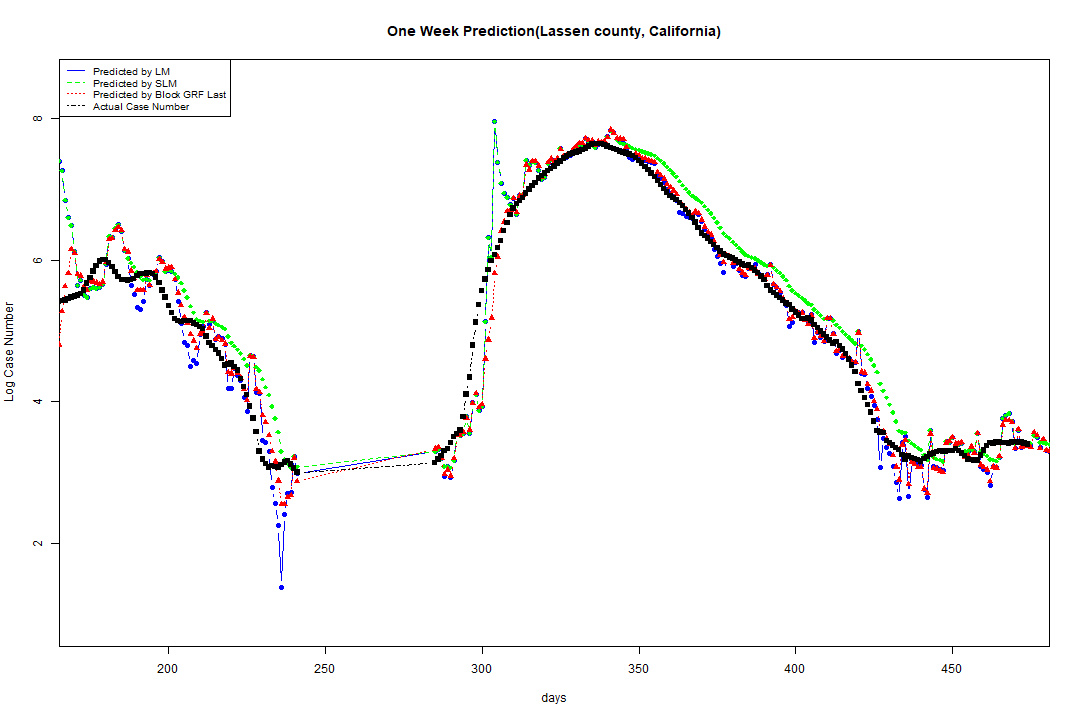 One Week Prediction(Lassen county, California)
Predicted by LM
Predicted by SLM
Predicted by Block GRF Last
Actual Case Number
8
6
4
2
Log Case Number
200 250 300 350 400 450
days